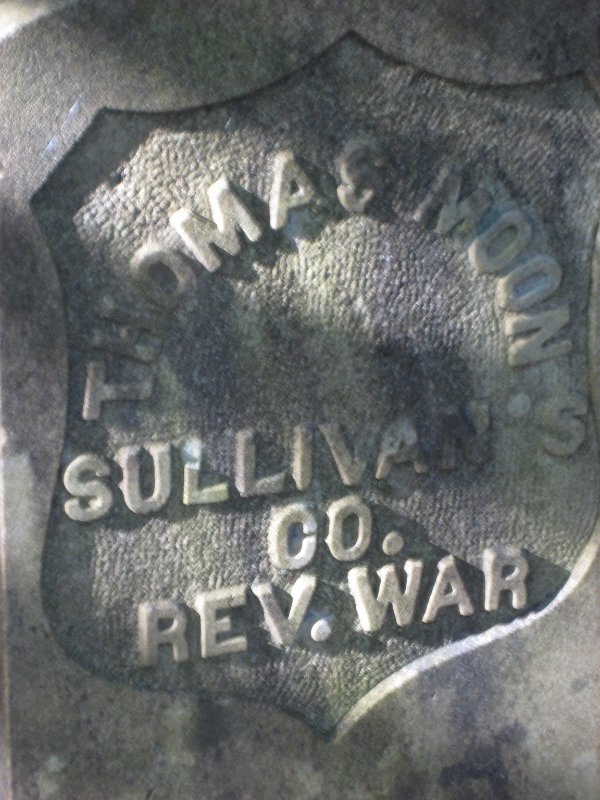 THOMAS MOON
SULLIVAN'S
CO.
REV. WAR